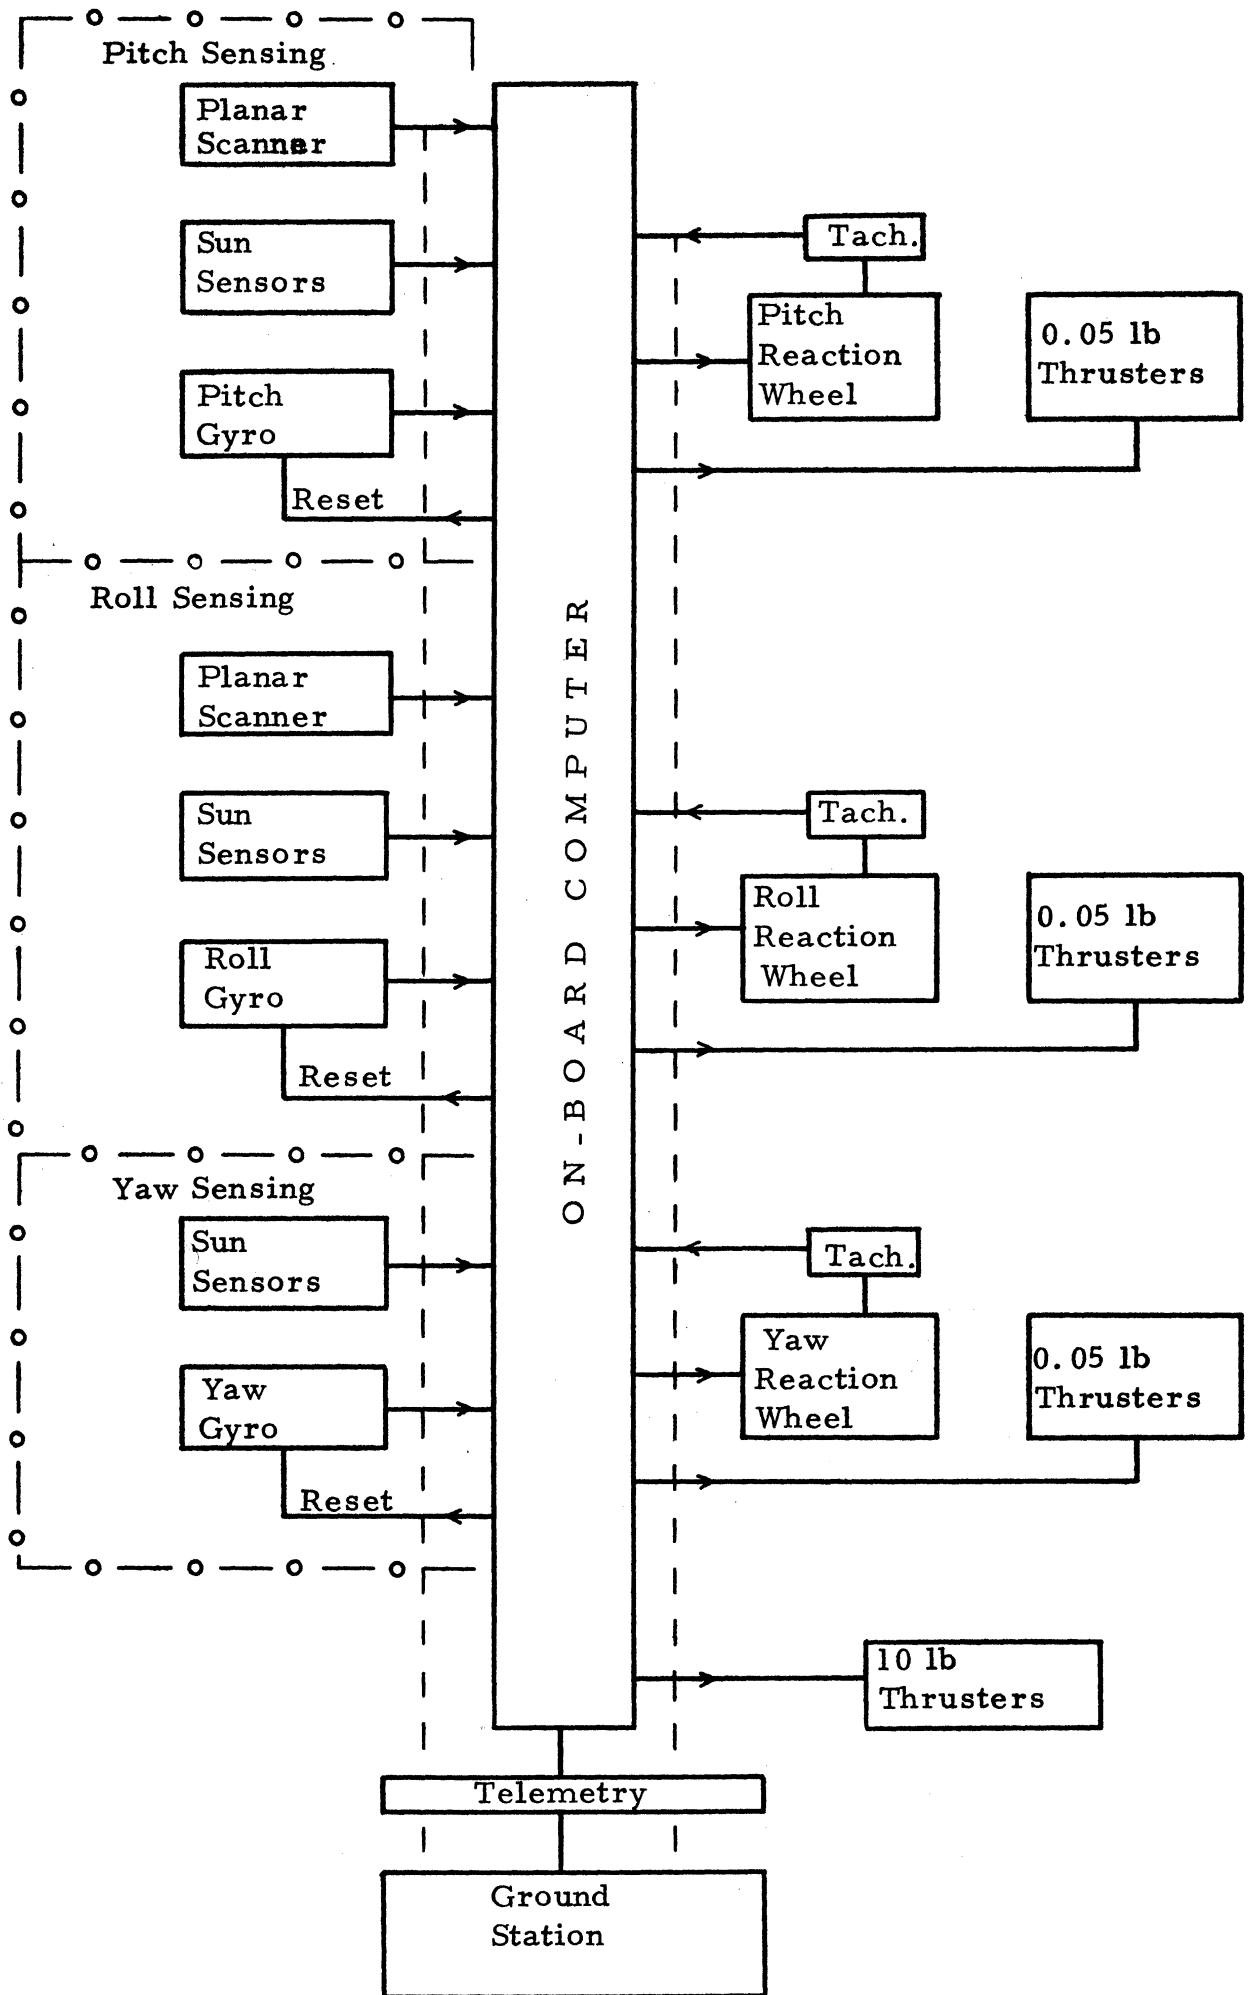 Pitch Sensing
Planar
Scanner
Sun
Sensors
Pitch
Gyro
Reset
Roll Sensing
Planar
Scanner
Sun
Sensors
Roll
Gyro
Reset
Yaw Sensing
Sun
Sensors
Yaw
Gyro
Reset
ON-BOARD COMPUTER
Tach.
Pitch
Reaction
Wheel
0.05 lb
Thrusters
Tach.
Roll
Reaction
Wheel
0.05 lb
Thrusters
Tach.
Yaw
Reaction
Wheel
0.05 lb
Thrusters
10 lb
Thrusters
Telemetry
Ground
Station